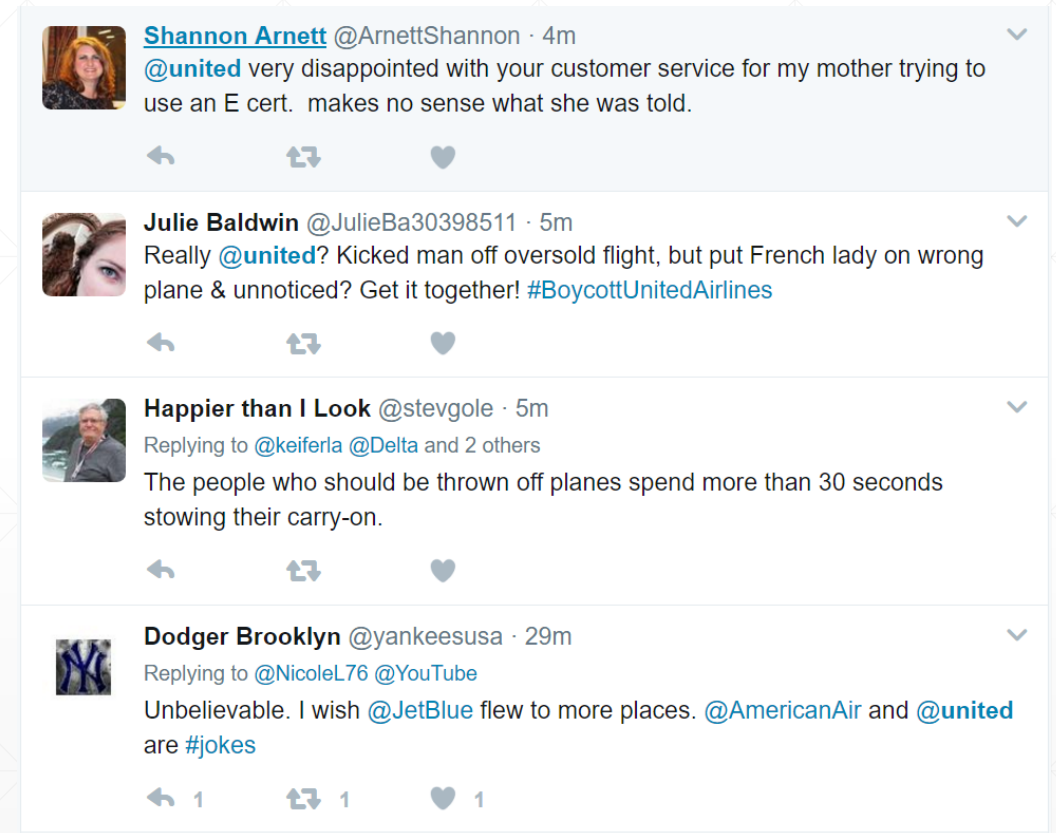 Shannon Arnett @ArnettShannon · 4m
@united very disappointed with your customer service for my mother trying to
use an E cert.  makes no sense what she was told.
Julie Baldwin @JulieBa30398511 · 5m
Really @united? Kicked man off oversold flight, but put French lady on wrong
plane & unnoticed? Get it together! #BoycottUnitedAirlines
Happier than I Look @stevgole · 5m
Replying to @keiferla @Delta and 2 others
The people who should be thrown off planes spend more than 30 seconds
stowing their carry-on.
NY
Dodger Brooklyn @yankeesusa · 29m
Replying to @NicoleL76 @YouTube
Unbelievable. I wish @JetBlue flew to more places. @AmericanAir and @united
are #jokes
1 1 1